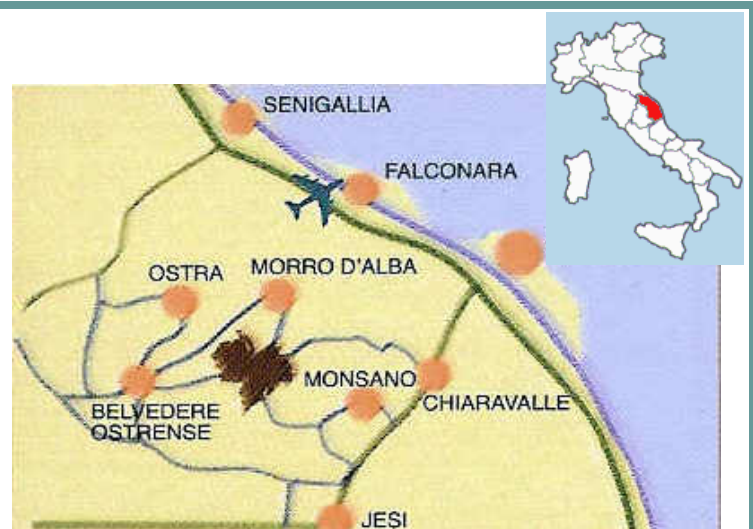 SENIGALLIA
FALCONARA
OSTRA
MORRO D'ALBA
MONSANO
CHIARAVALLE
BELVEDERE
OSTRENSE
JESI